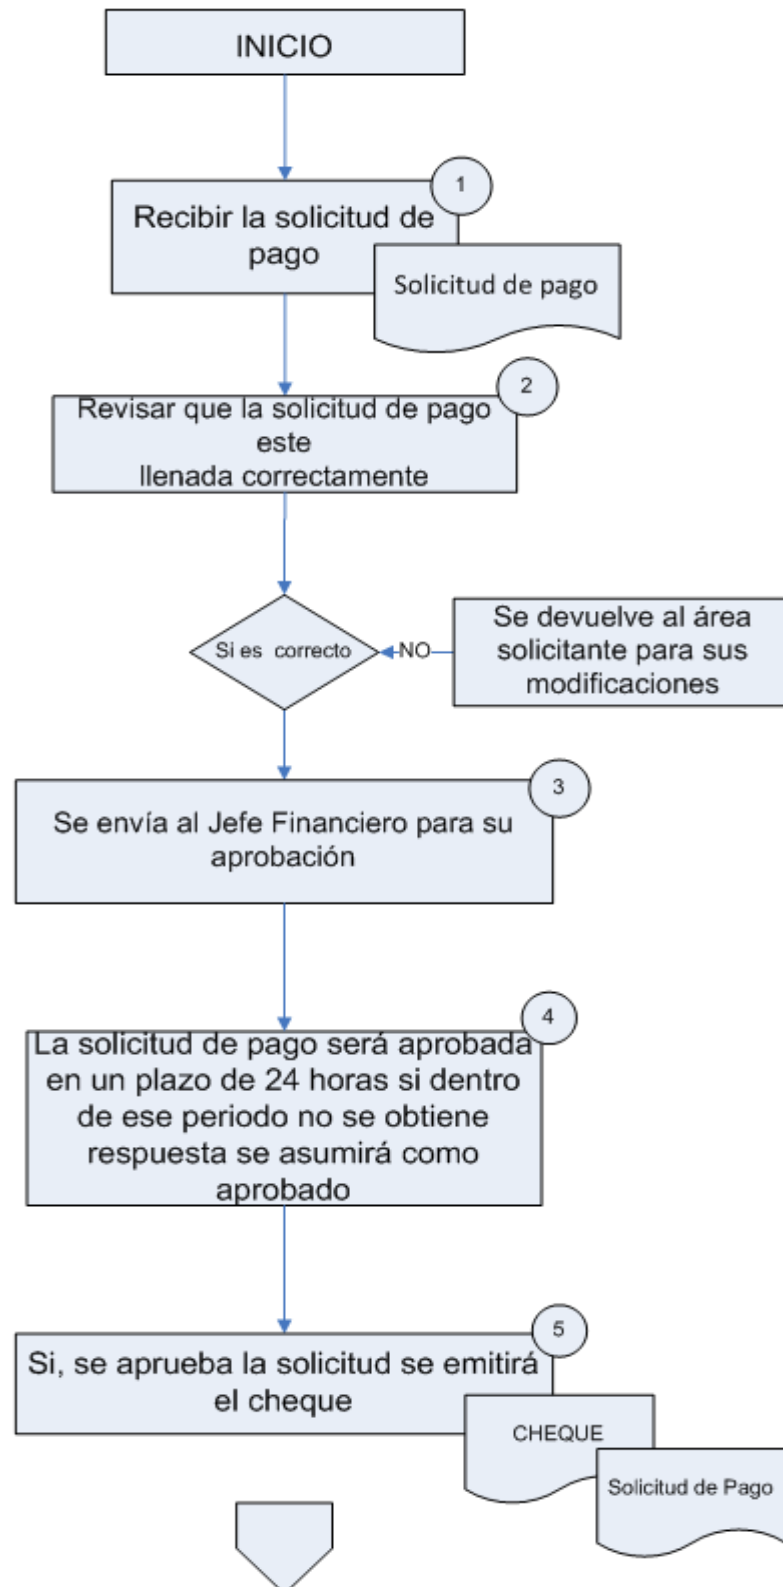 INICIO
1
Recibir la solicitud de
pago
Solicitud de pago
2
Revisar que la solicitud de pago
este
llenada correctamente
Si es correcto
NO
Se devuelve al área
solicitante para sus
modificaciones
3
Se envía al Jefe Financiero para su
aprobación
4
La solicitud de pago será aprobada
en un plazo de 24 horas si dentro
de ese periodo no se obtiene
respuesta se asumirá como
aprobado
5
Si, se aprueba la solicitud se emitirá
el cheque
CHEQUE
Solicitud de Pago